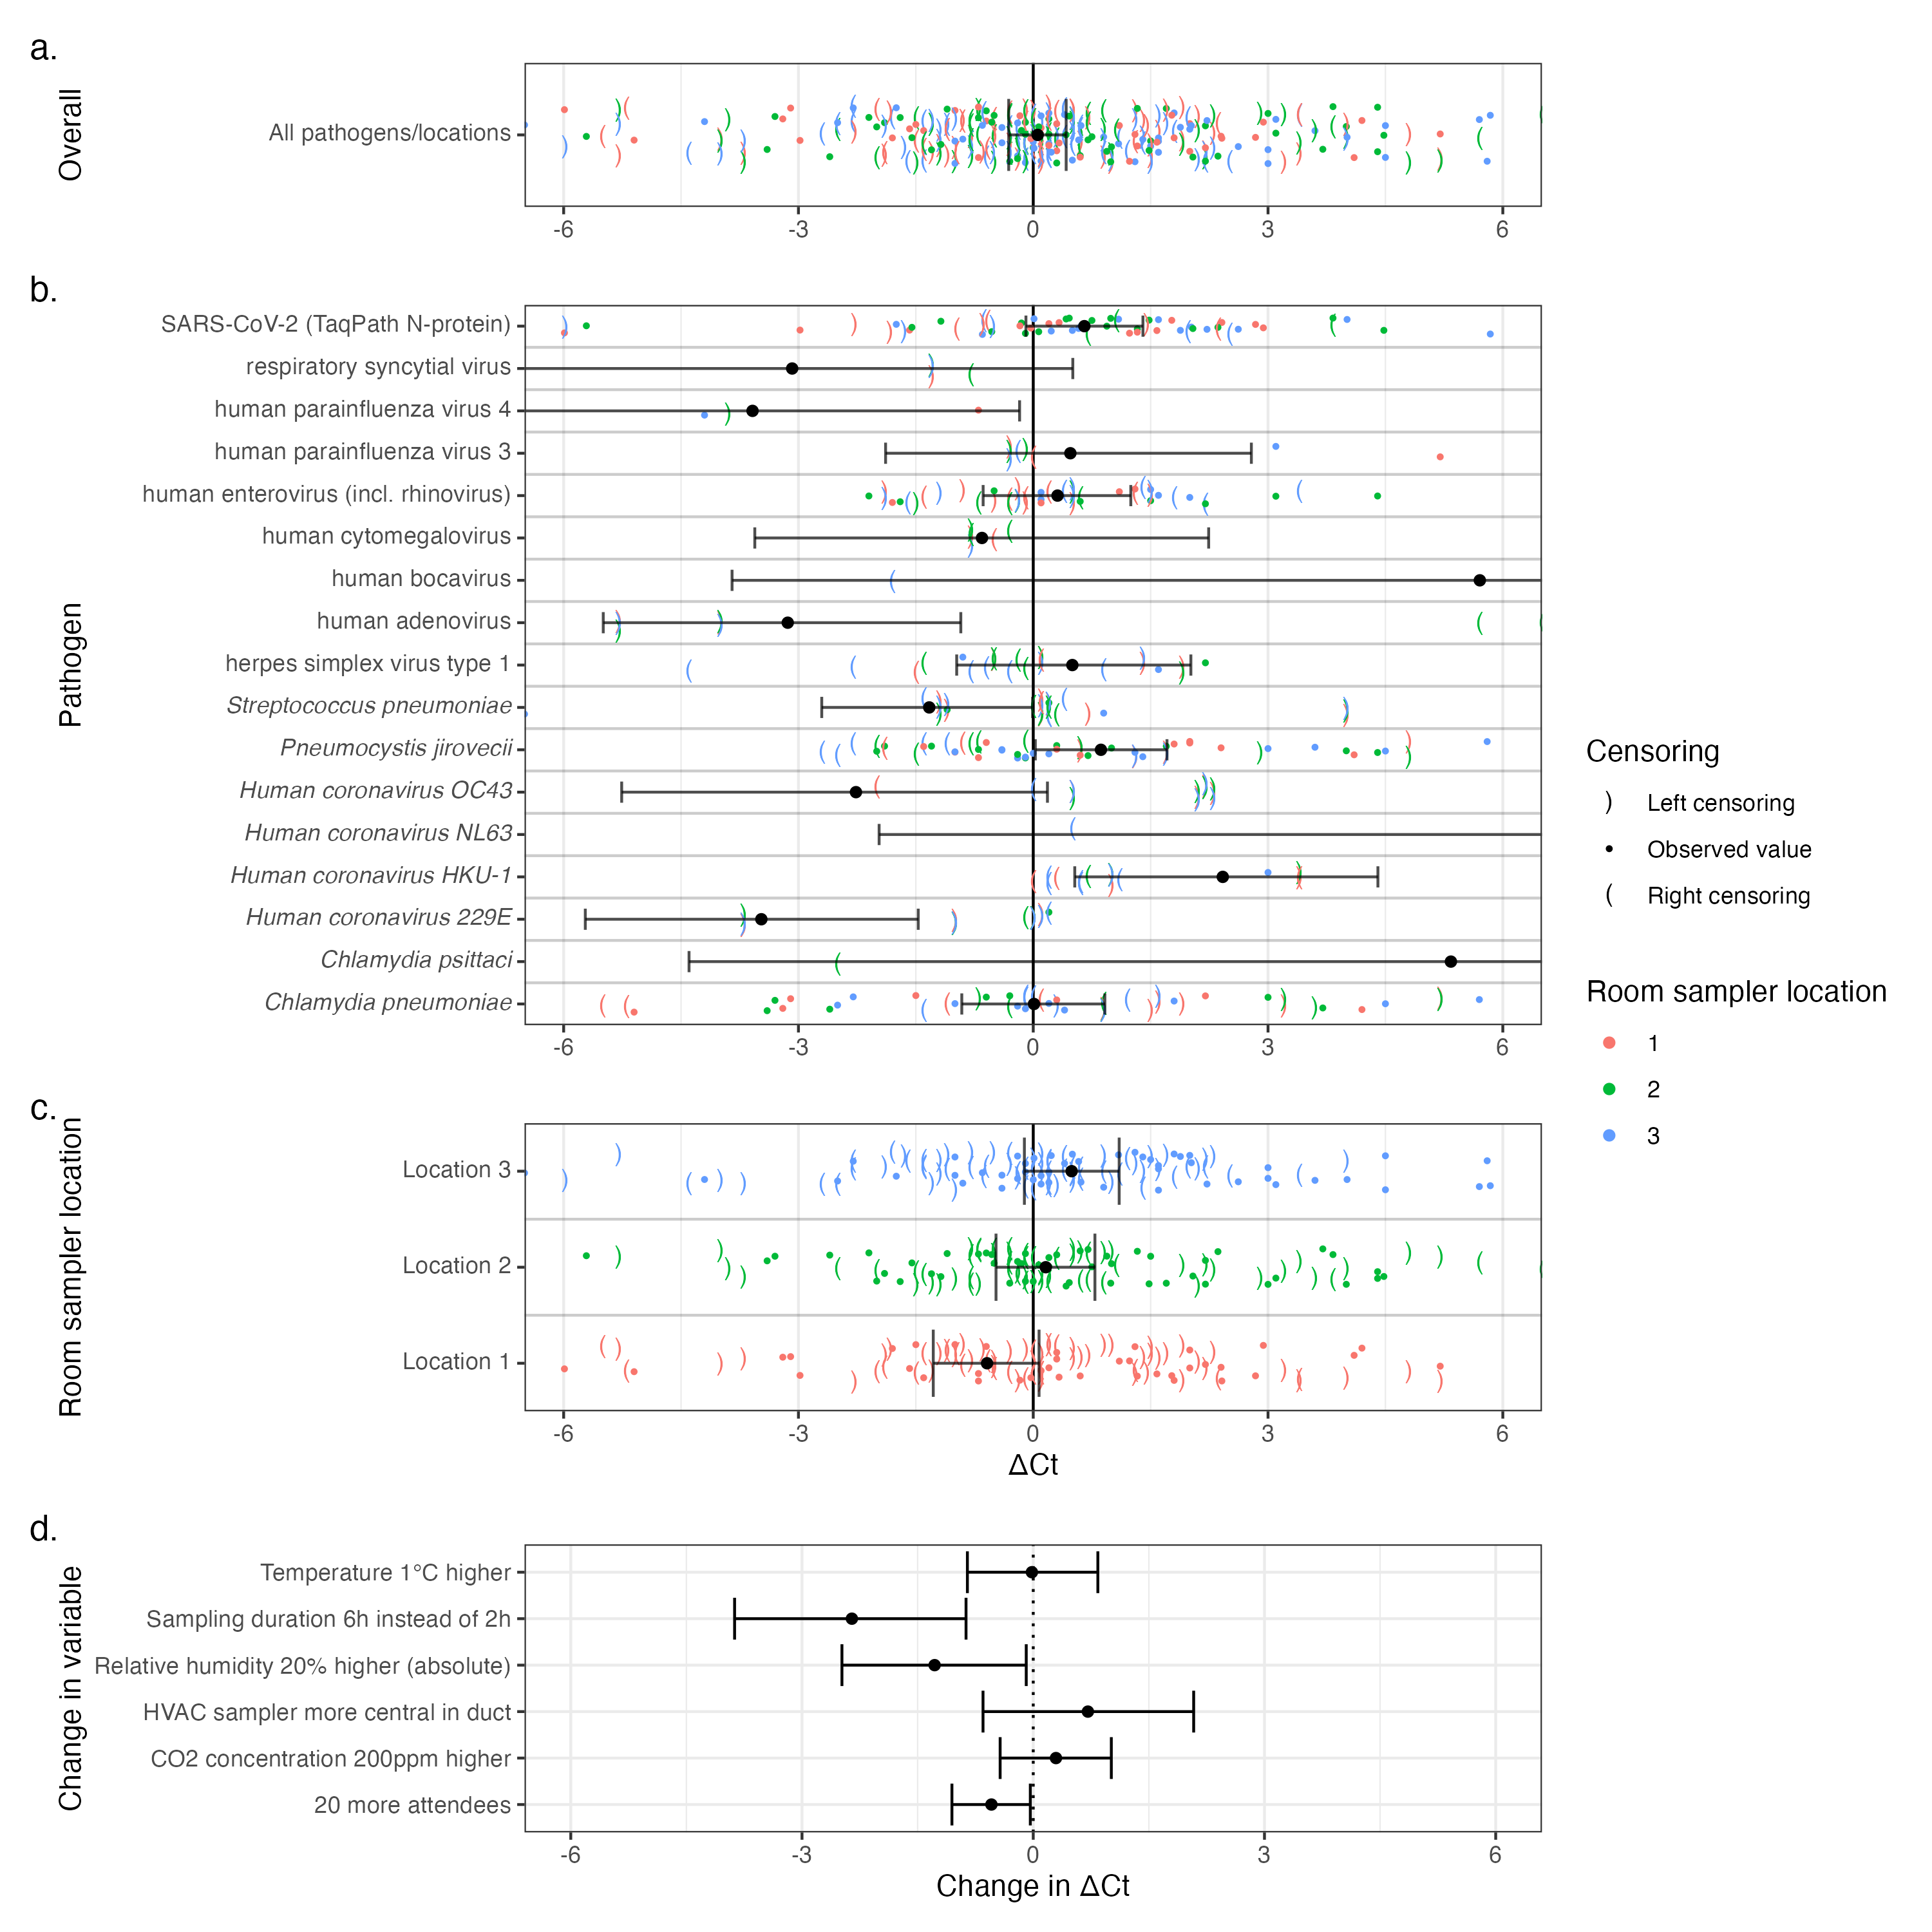 a.
Overall
All pathogens/locations
-6 -3 0 3 6
b.
Pathogen
SARS-CoV-2 (TaqPath N-protein)
respiratory syncytial virus
human parainfluenza virus 4
human parainfluenza virus 3
human enterovirus (incl. rhinovirus)
human cytomegalovirus
human bocavirus
human adenovirus
herpes simplex virus type 1
Streptococcus pneumoniae
Pneumocystis jirovecii
Human coronavirus OC43
Human coronavirus NL63
Human coronavirus HKU-1
Human coronavirus 229E
Chlamydia psittaci
Chlamydia pneumoniae
-6 -3 0 3 6
Censoring
) Left censoring
Observed value
( Right censoring
Room sampler location
1
2
3
c.
Room sampler location
Location 3
Location 2
Location 1
-6 -3 0 3 6
ΔCt
d.
Change in variable
Temperature 1°C higher
Sampling duration 6h instead of 2h
Relative humidity 20% higher (absolute)
HVAC sampler more central in duct
CO2 concentration 200ppm higher
20 more attendees
-6 -3 0 3 6
Change in ΔCt